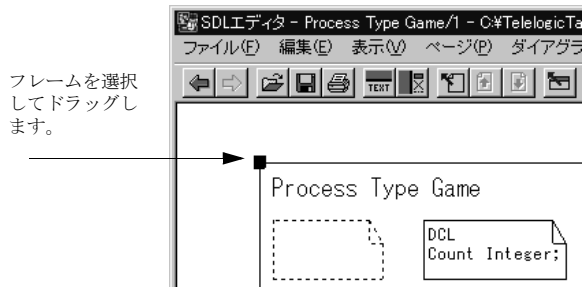 SDLエディタ - Process Type Game/1 - C:¥TelelogicTa
ファイル(F) 編集(E) 表示(V) ページ(P) ダイアグラ
TEXT
フレームを選択
してドラッグし
ます。
Process Type Game
DCL
Count Integer;